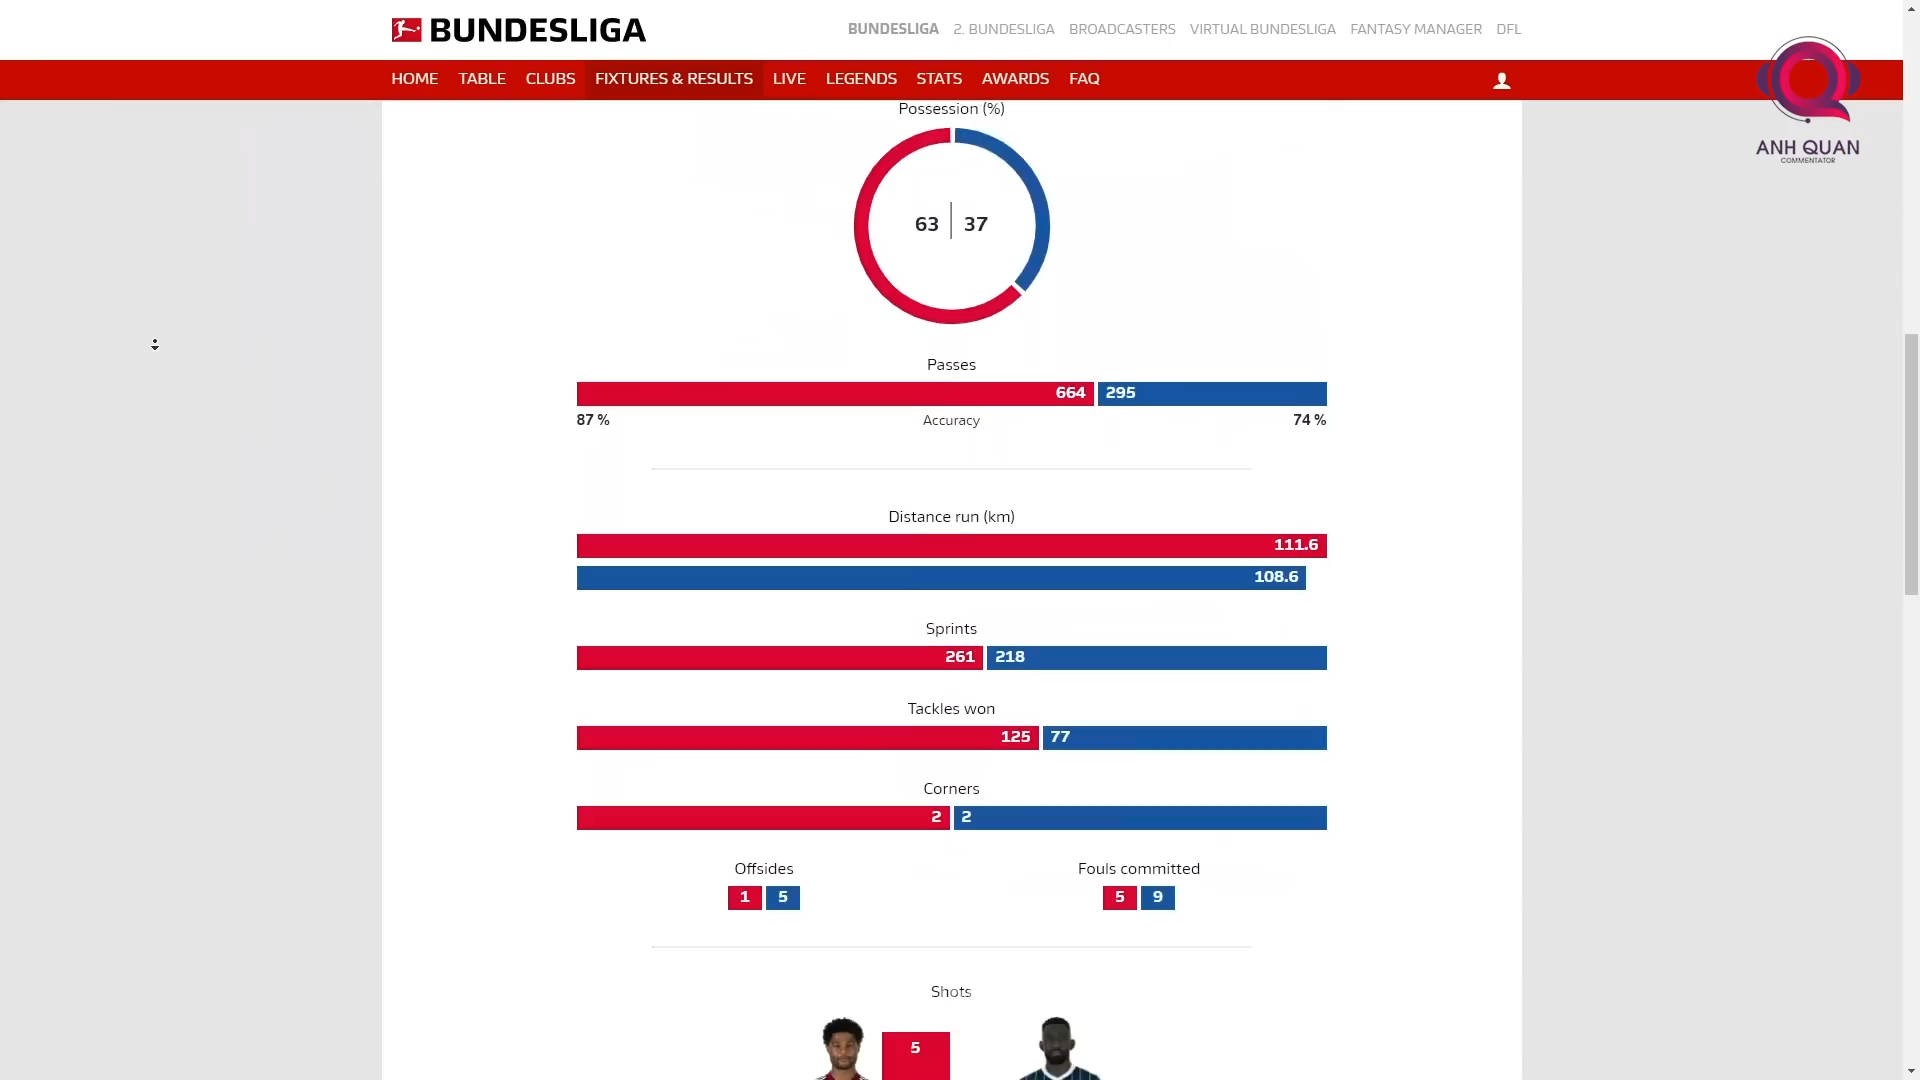 BUNDESLIGA
BUNDESLIGA 2. BUNDESLIGA BROADCASTERS VIRTUAL BUNDESLIGA FANTASY MANAGER DFL
HOME TABLE CLUBS FIXTURES & RESULTS LIVE LEGENDS STATS AWARDS FAQ
ANH QUAN
COMMENTATOR
Possession (%)
63 37
Passes
664 295
87 % Accuracy 74 %
Distance run (km)
111.6
108.6
Sprints
261 218
Tackles won
125 77
Corners
2 2
Offsides Fouls committed
1 5 5 9
Shots
5